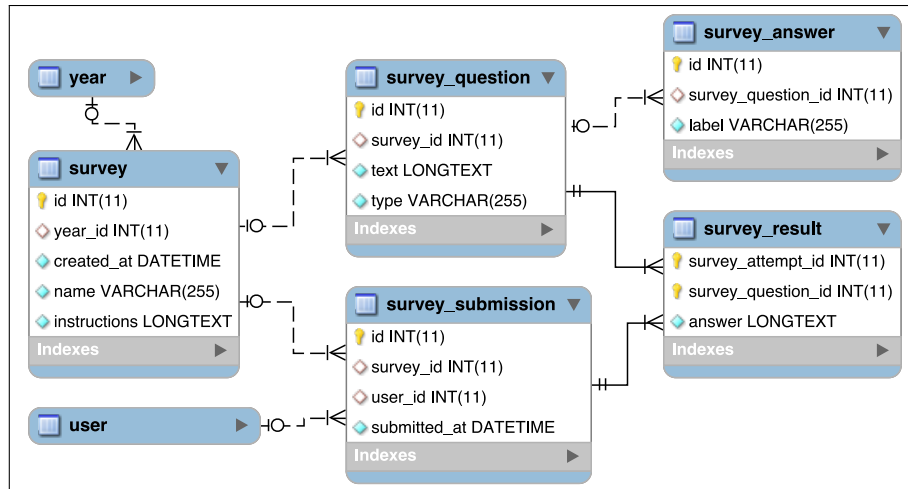 year
survey
id INT(11)
year_id INT(11)
created_at DATETIME
name VARCHAR(255)
instructions LONGTEXT
Indexes
user
survey_question
id INT(11)
survey_id INT(11)
text LONGTEXT
type VARCHAR(255)
Indexes
survey_submission
id INT(11)
survey_id INT(11)
user_id INT(11)
submitted_at DATETIME
Indexes
survey_answer
id INT(11)
survey_question_id INT(11)
label VARCHAR(255)
Indexes
survey_result
survey_attempt_id INT(11)
survey_question_id INT(11)
answer LONGTEXT
Indexes